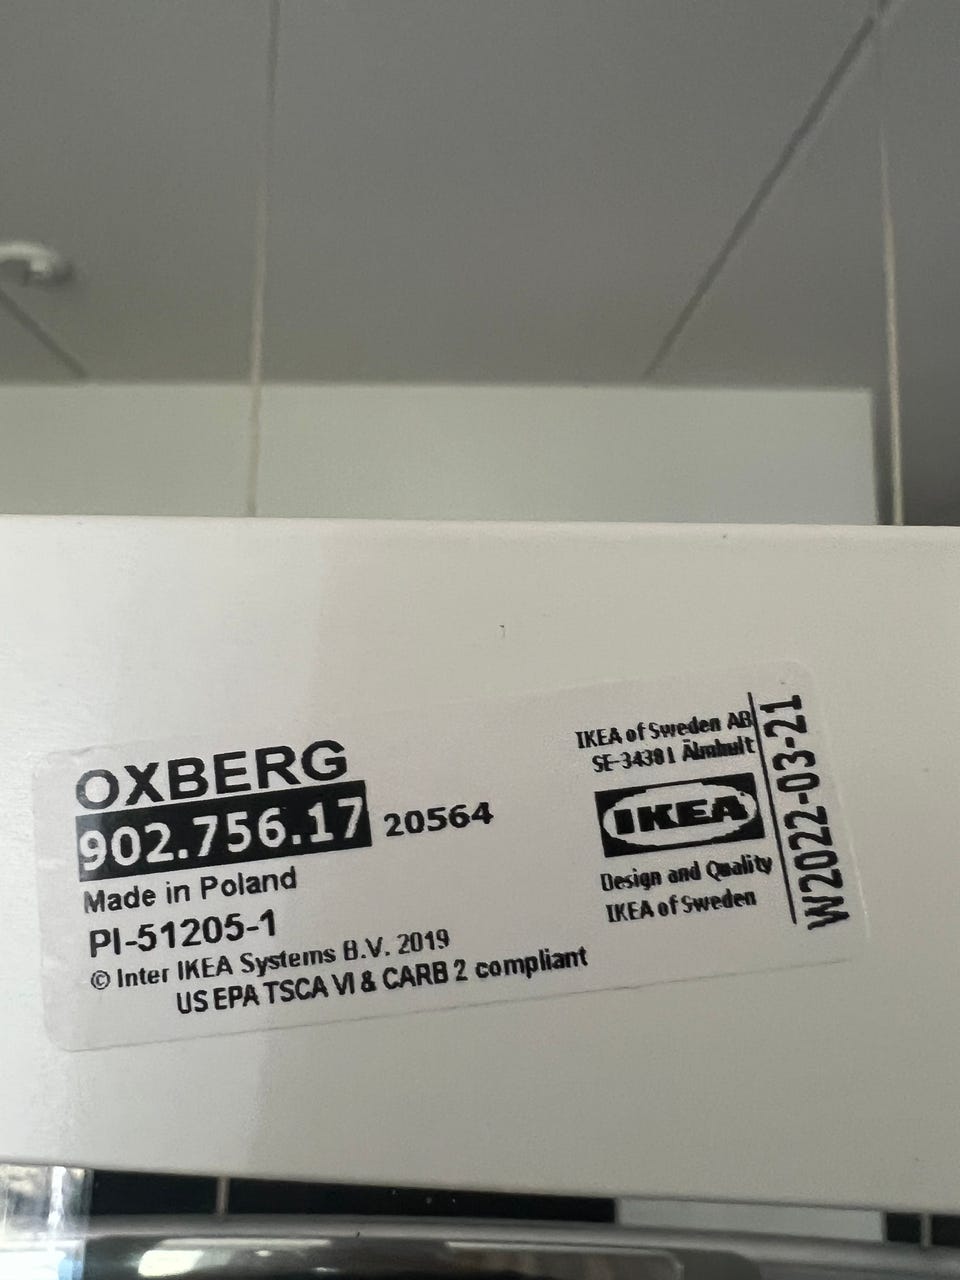 OXBERG
902.756.17 20564
Made in Poland
PI-51205-1
© Inter IKEA Systems B.V. 2019
US EPA TSCA VI & CARB 2 compliant
IKEA of Sweden AB
SE-34381 Älmhult
IKEA
Design and Quality
IKEA of Sweden
W2022-03-21